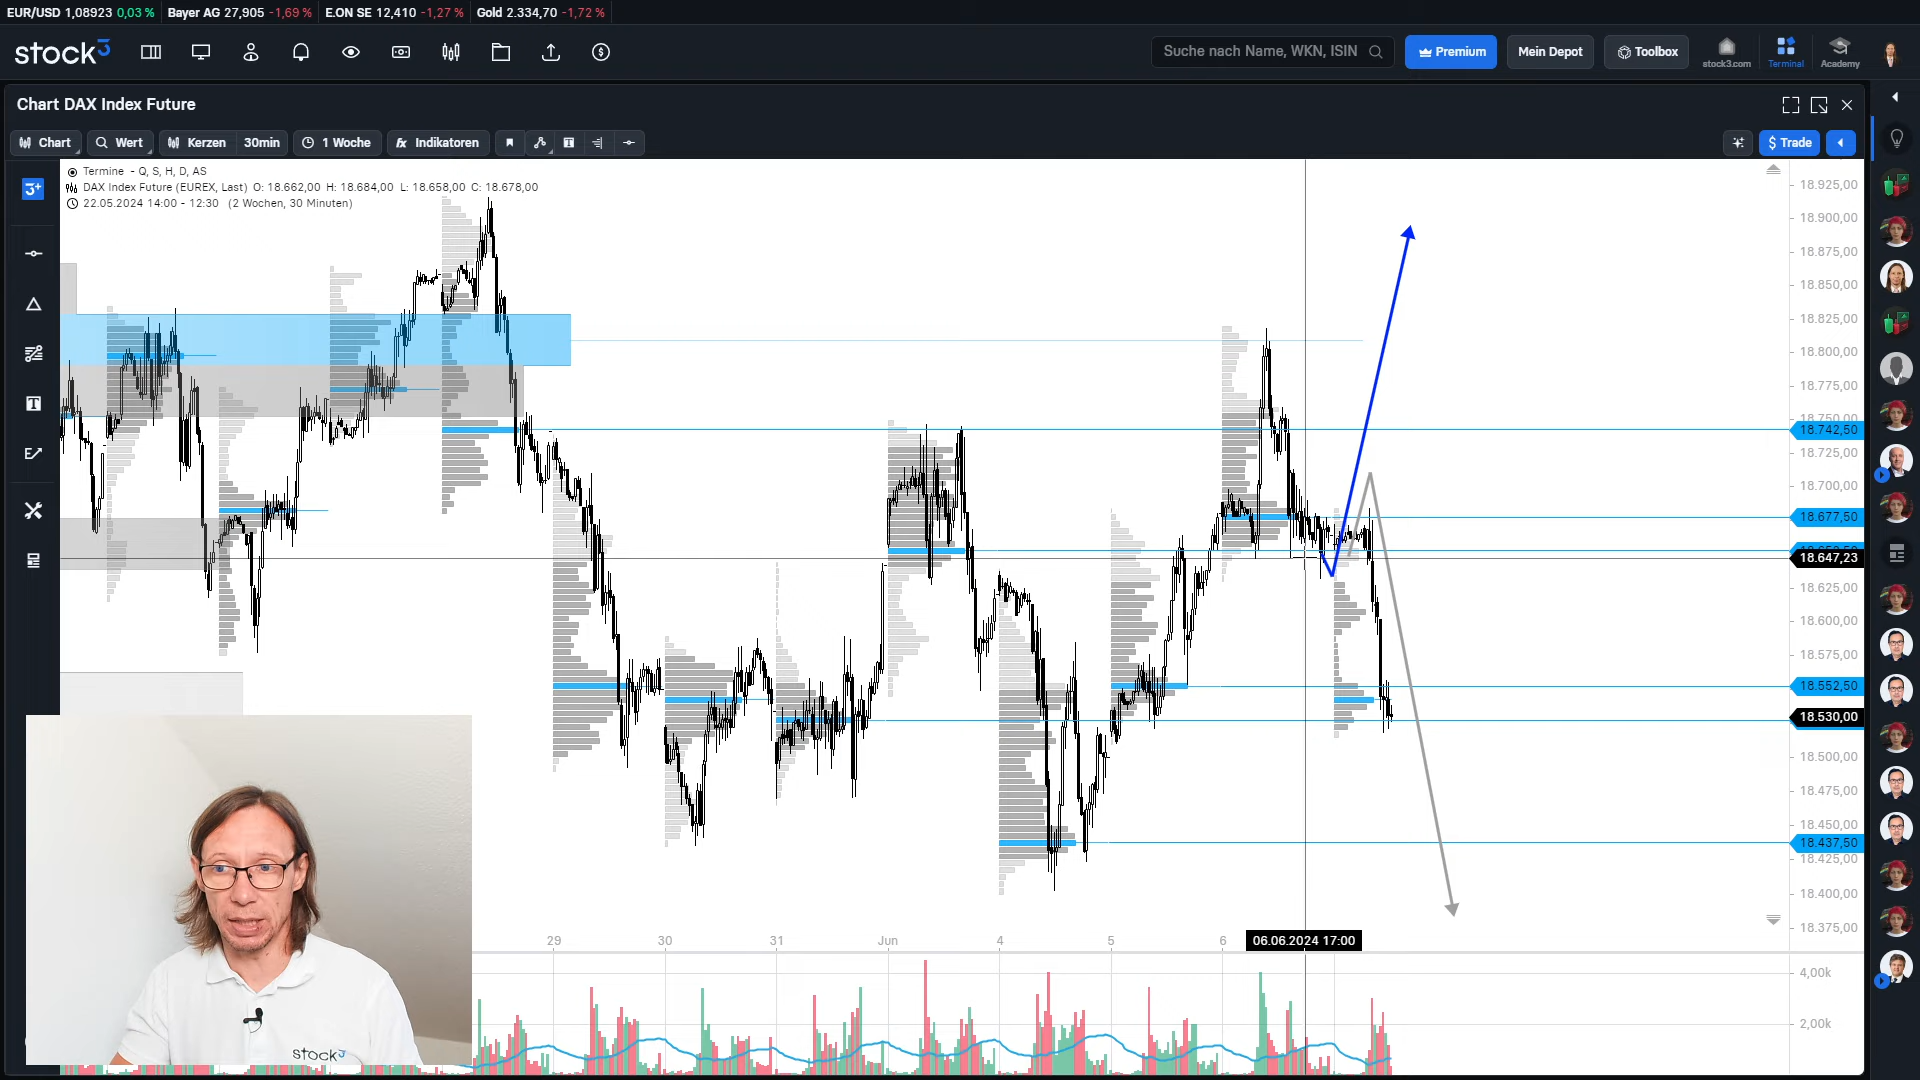 EUR/USD 1,08923 0,03 % Bayer AG 27,905 -1,69 % E.ON SE 12,410 -1,27 % Gold 2.334,70 -1,72 %
stock3
Suche nach Name, WKN, ISIN
Premium
Mein Depot
Toolbox
stock3.com
Terminal
Academy
Chart DAX Index Future
Chart
Wert
Kerzen
30min
1 Woche
fx Indikatoren
$ Trade
3+
Termine - Q, S, H, D, AS
DAX Index Future (EUREX, Last) O: 18.662,00 H: 18.684,00 L: 18.658,00 C: 18.678,00
22.05.2024 14:00 - 12:30 (2 Wochen, 30 Minuten)
18.925,00
18.900,00
18.875,00
18.850,00
18.825,00
18.800,00
18.775,00
18.750,00
18.742,50
18.725,00
18.700,00
18.677,50
18.647,23
18.625,00
18.600,00
18.575,00
18.552,50
18.530,00
18.500,00
18.475,00
18.450,00
18.437,50
18.425,00
18.400,00
18.375,00
29
30
31
Jun
4
5
6
06.06.2024 17:00
4,00k
2,00k
stock3